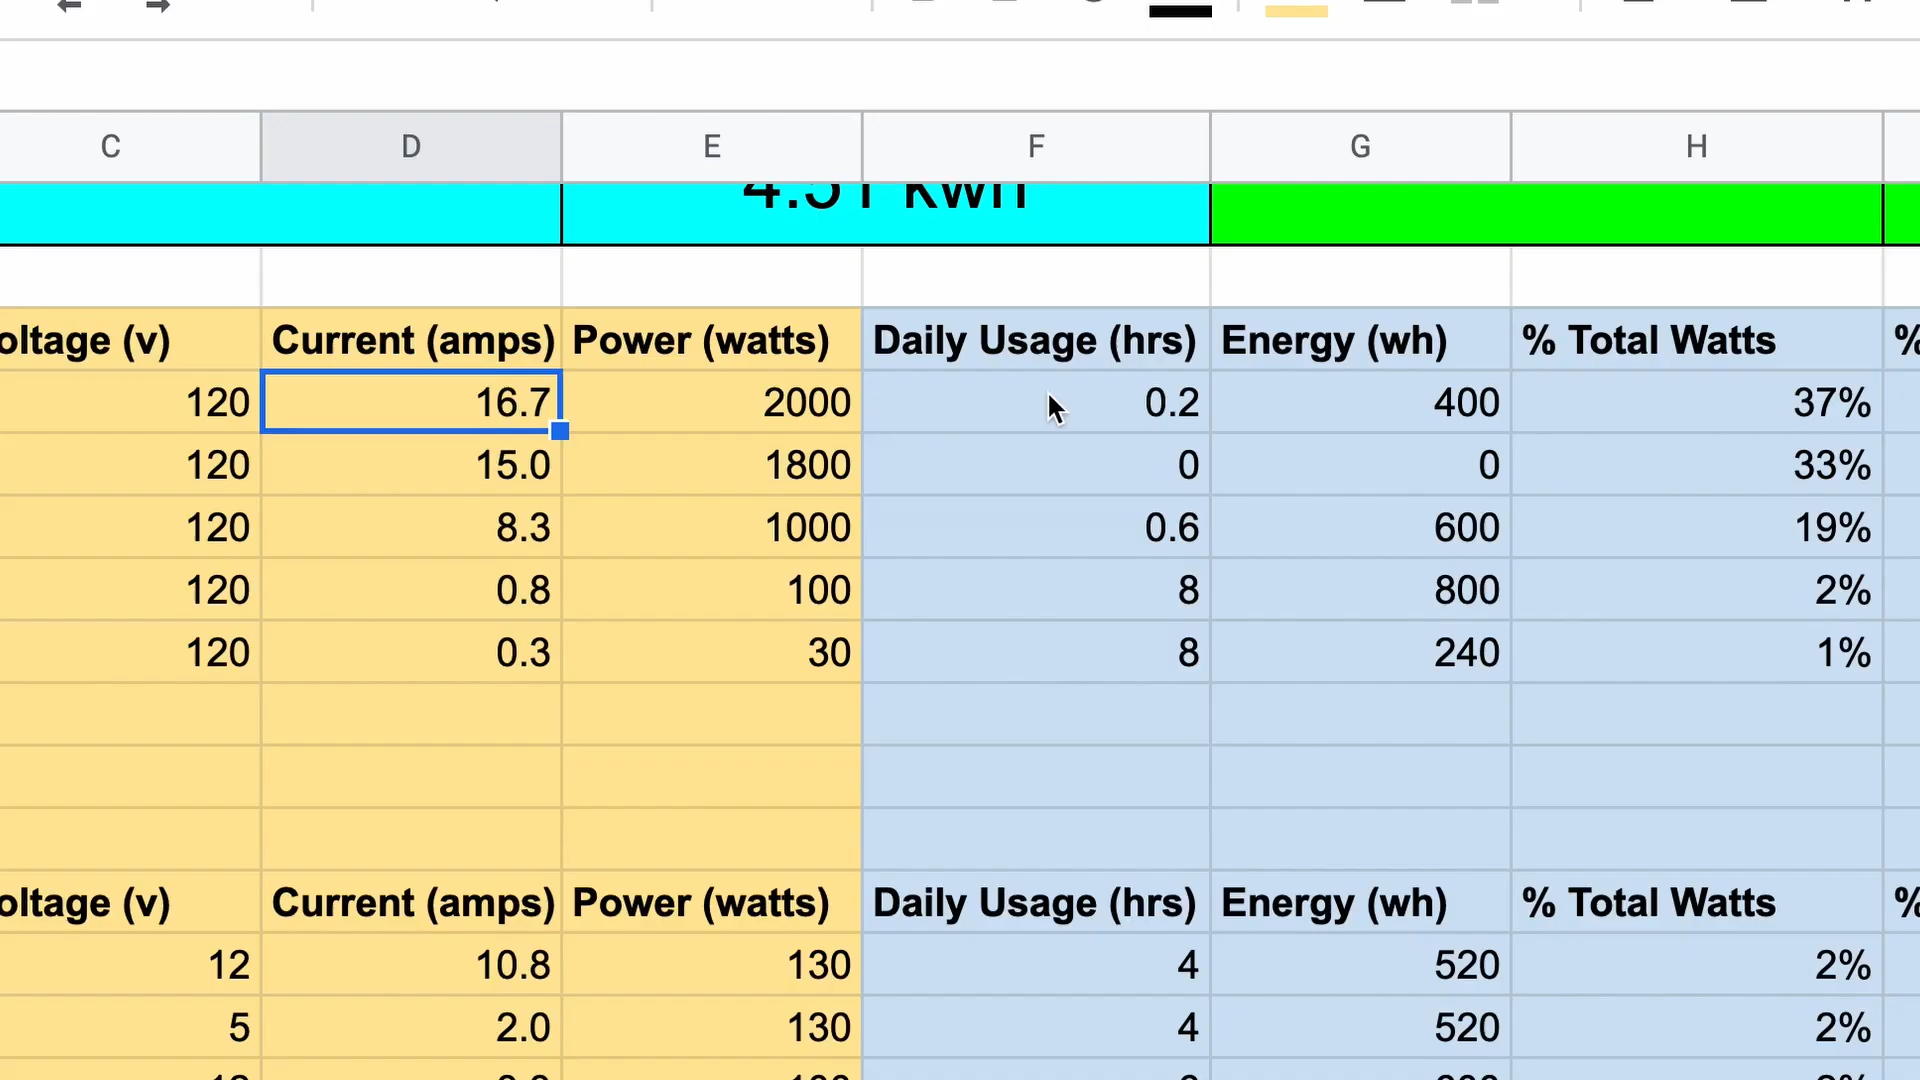 C D E F G H
4.51 kwh
oltage (v) Current (amps) Power (watts) Daily Usage (hrs) Energy (wh) % Total Watts %
120 16.7 2000 0.2 400 37%
120 15.0 1800 0 0 33%
120 8.3 1000 0.6 600 19%
120 0.8 100 8 800 2%
120 0.3 30 8 240 1%
oltage (v) Current (amps) Power (watts) Daily Usage (hrs) Energy (wh) % Total Watts %
12 10.8 130 4 520 2%
5 2.0 130 4 520 2%